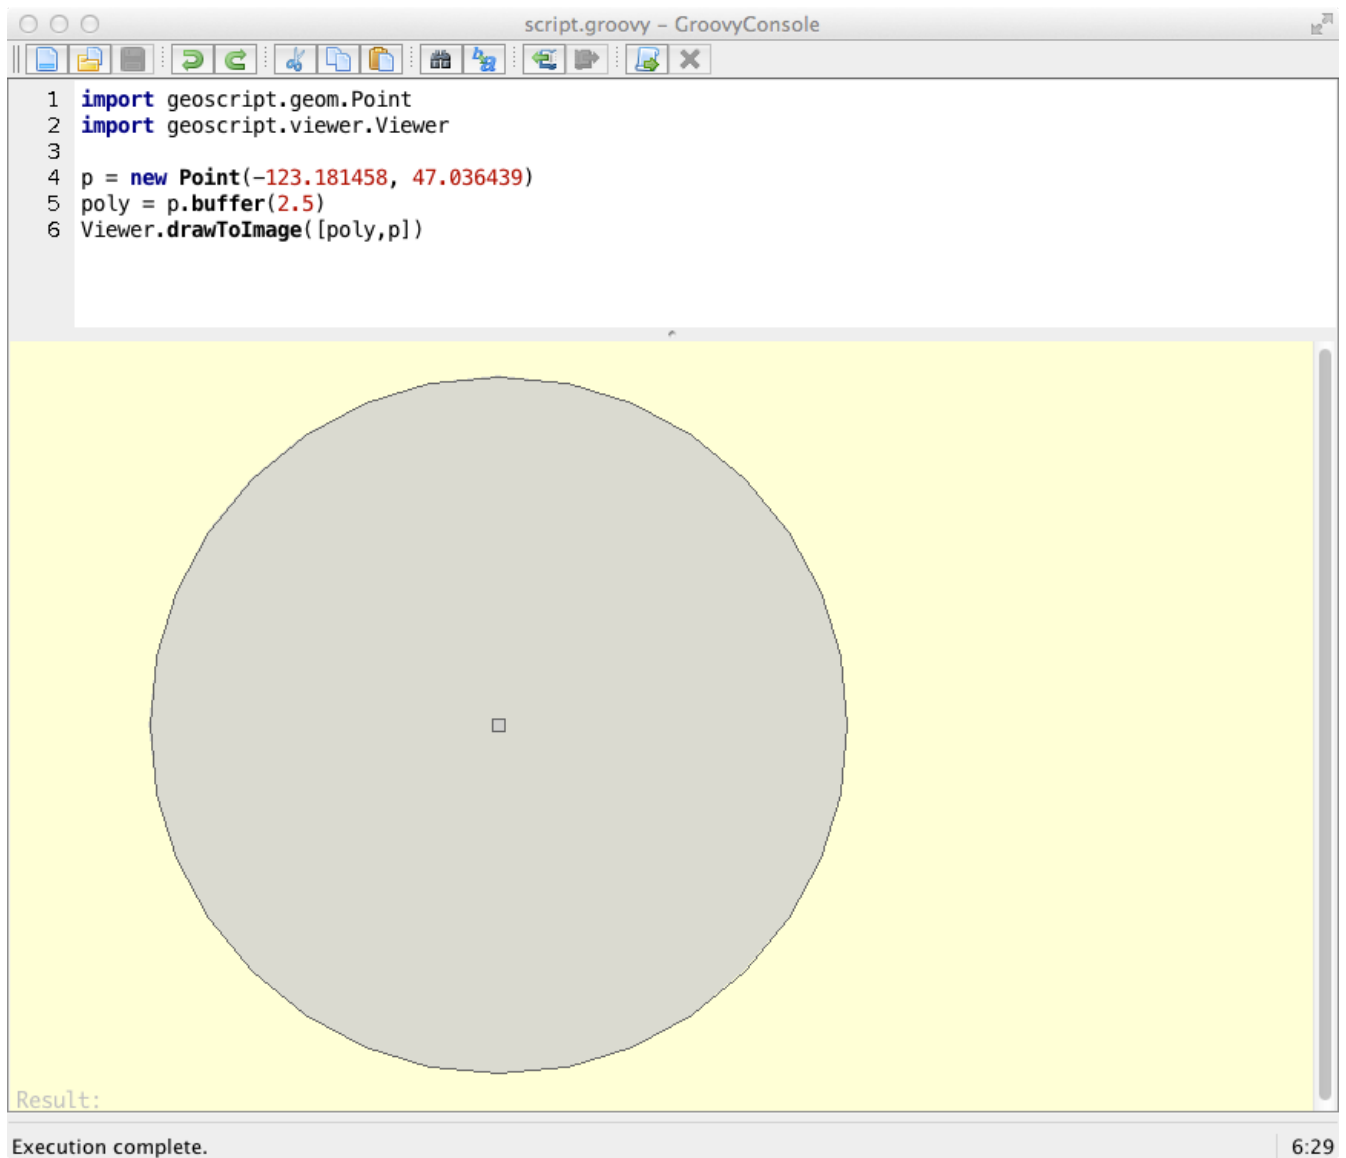 script.groovy – GroovyConsole
1 import geoscript.geom.Point
2 import geoscript.viewer.Viewer
3
4 p = new Point(-123.181458, 47.036439)
5 poly = p.buffer(2.5)
6 Viewer.drawToImage([poly,p])
Result:
Execution complete. 6:29